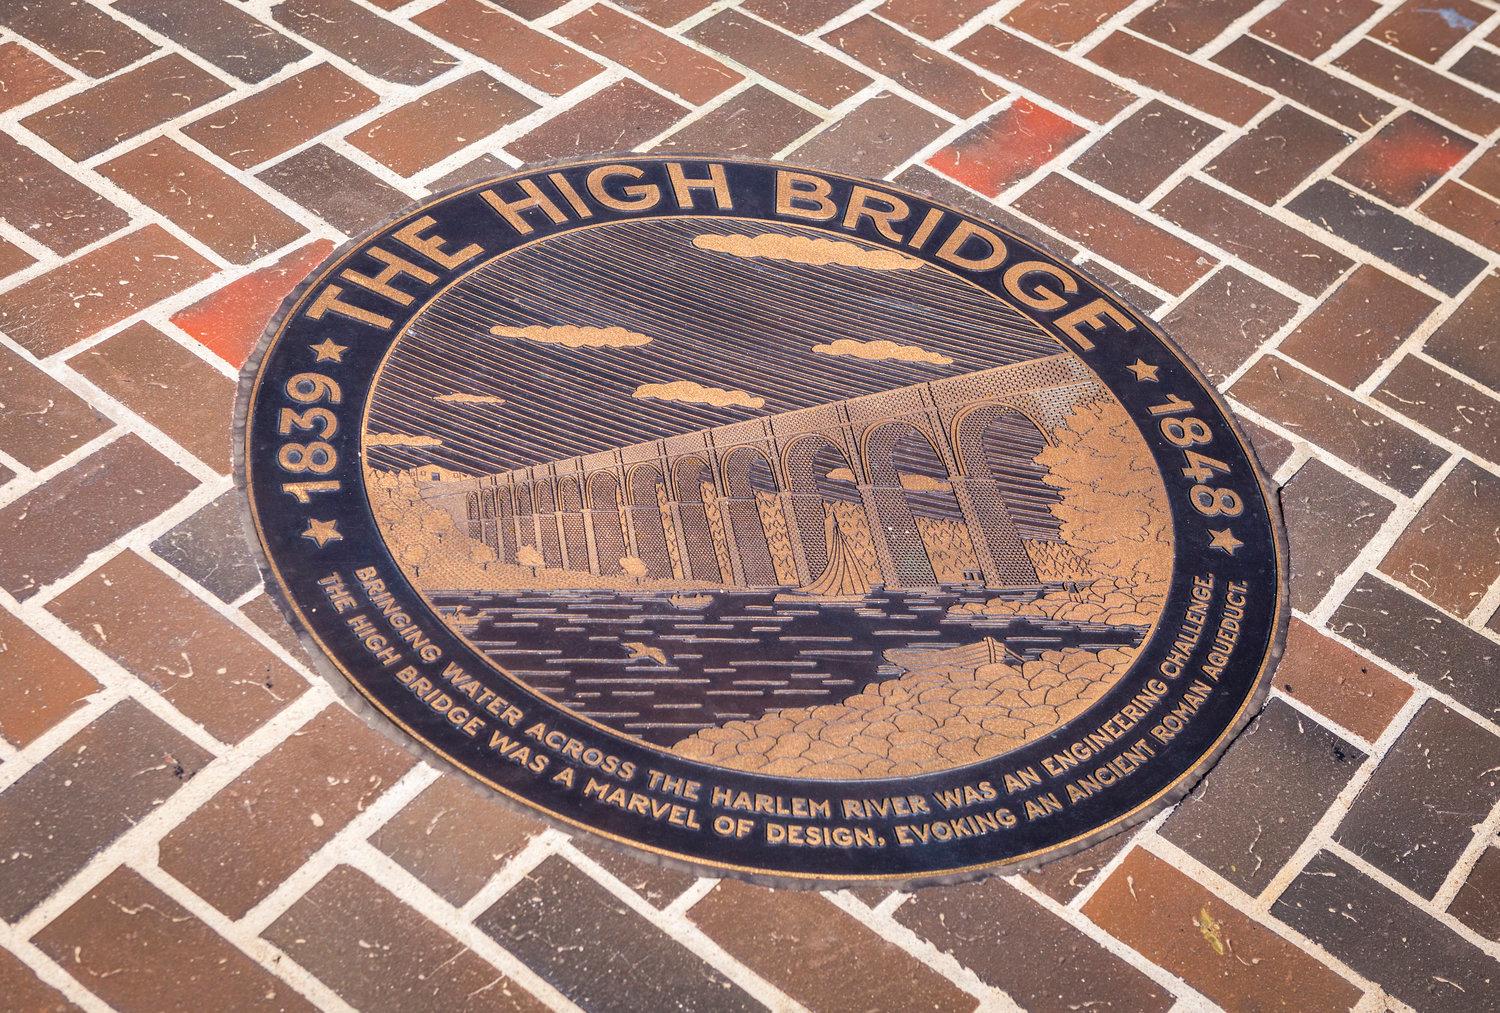 THE HIGH BRIDGE
1839
1848
BRINGING WATER ACROSS THE HARLEM RIVER WAS AN ENGINEERING CHALLENGE.
THE HIGH BRIDGE WAS A MARVEL OF DESIGN, EVOKING AN ANCIENT ROMAN AQUEDUCT.